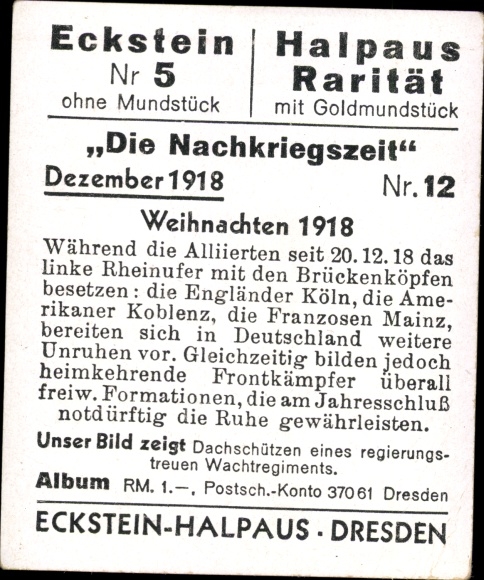 Eckstein
Nr 5
ohne Mundstück
Halpaus
Rarität
mit Goldmundstück
„Die Nachkriegszeit“
Dezember 1918 Nr. 12
Weihnachten 1918
Während die Alliierten seit 20.12.18 das
linke Rheinufer mit den Brückenköpfen
besetzen: die Engländer Köln, die Ame-
rikaner Koblenz, die Franzosen Mainz,
bereiten sich in Deutschland weitere
Unruhen vor. Gleichzeitig bilden jedoch
heimkehrende Frontkämpfer überall
freiw. Formationen, die am Jahresschluß
notdürftig die Ruhe gewährleisten.
Unser Bild zeigt Dachschützen eines regierungs-
treuen Wachtregiments.
Album RM. 1.—, Postsch.-Konto 37061 Dresden
ECKSTEIN-HALPAUS · DRESDEN